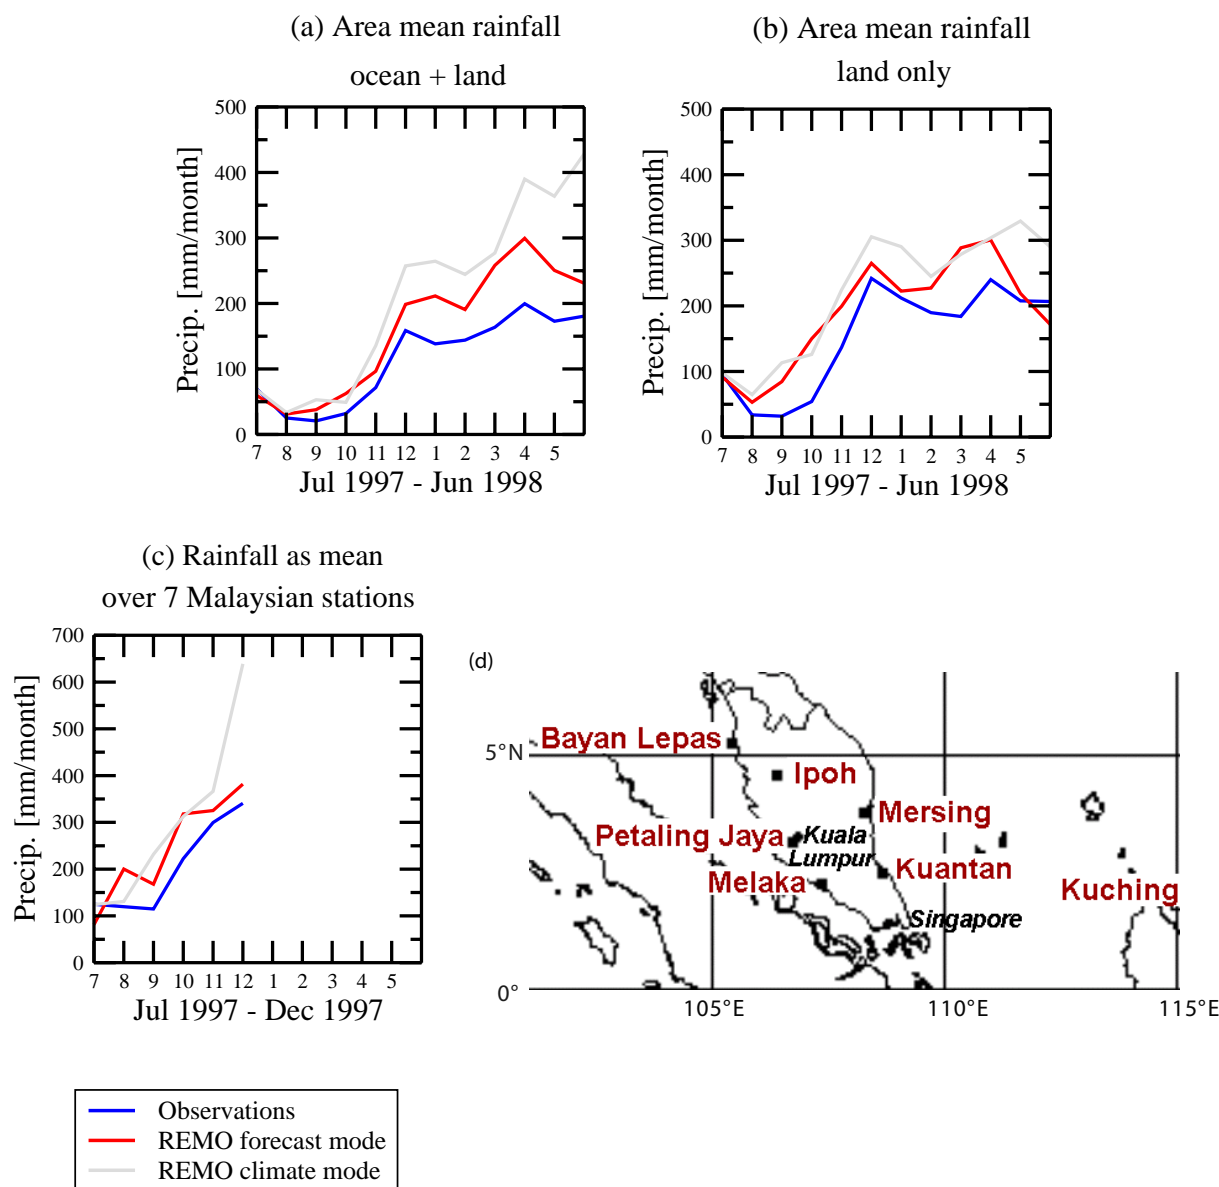 (a) Area mean rainfall
ocean + land
500
400
300
200
100
0
Precip. [mm/month]
7 8 9 10 11 12 1 2 3 4 5
Jul 1997 - Jun 1998
(b) Area mean rainfall
land only
500
400
300
200
100
0
Precip. [mm/month]
7 8 9 10 11 12 1 2 3 4 5
Jul 1997 - Jun 1998
(c) Rainfall as mean
over 7 Malaysian stations
700
600
500
400
300
200
100
0
Precip. [mm/month]
7 8 9 10 11 12 1 2 3 4 5
Jul 1997 - Dec 1997
(d)
5°N
0°
Bayan Lepas
Ipoh
Mersing
Petaling Jaya
Kuala
Lumpur
Kuantan
Melaka
Kuching
Singapore
105°E 110°E 115°E
Observations
REMO forecast mode
REMO climate mode